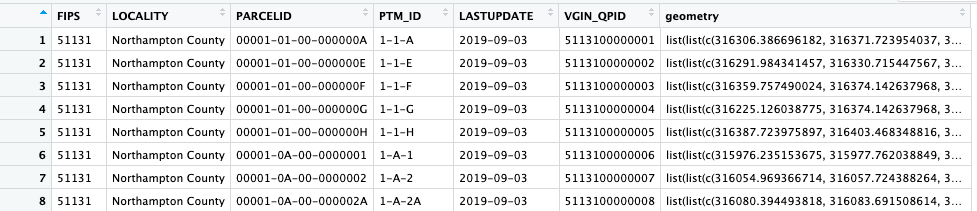 FIPS LOCALITY PARCELID PTM_ID LASTUPDATE VGIN_QPID geometry
1 51131 Northampton County 00001-01-00-000000A 1-1-A 2019-09-03 5113100000001 list(list(c(316306.386696182, 316371.723954037, 3...
2 51131 Northampton County 00001-01-00-000000E 1-1-E 2019-09-03 5113100000002 list(list(c(316291.984341457, 316330.715447567, 3...
3 51131 Northampton County 00001-01-00-000000F 1-1-F 2019-09-03 5113100000003 list(list(c(316359.757490024, 316374.142637968, 3...
4 51131 Northampton County 00001-01-00-000000G 1-1-G 2019-09-03 5113100000004 list(list(c(316225.126038775, 316374.142637968, 3...
5 51131 Northampton County 00001-01-00-000000H 1-1-H 2019-09-03 5113100000005 list(list(c(316387.723975897, 316403.468348816, 3...
6 51131 Northampton County 00001-0A-00-0000001 1-A-1 2019-09-03 5113100000006 list(list(c(315976.235153675, 315977.762038849, 3...
7 51131 Northampton County 00001-0A-00-0000002 1-A-2 2019-09-03 5113100000007 list(list(c(316054.969366714, 316057.724388264, 3...
8 51131 Northampton County 00001-0A-00-000002A 1-A-2A 2019-09-03 5113100000008 list(list(c(316080.394493818, 316083.691508614, 3...